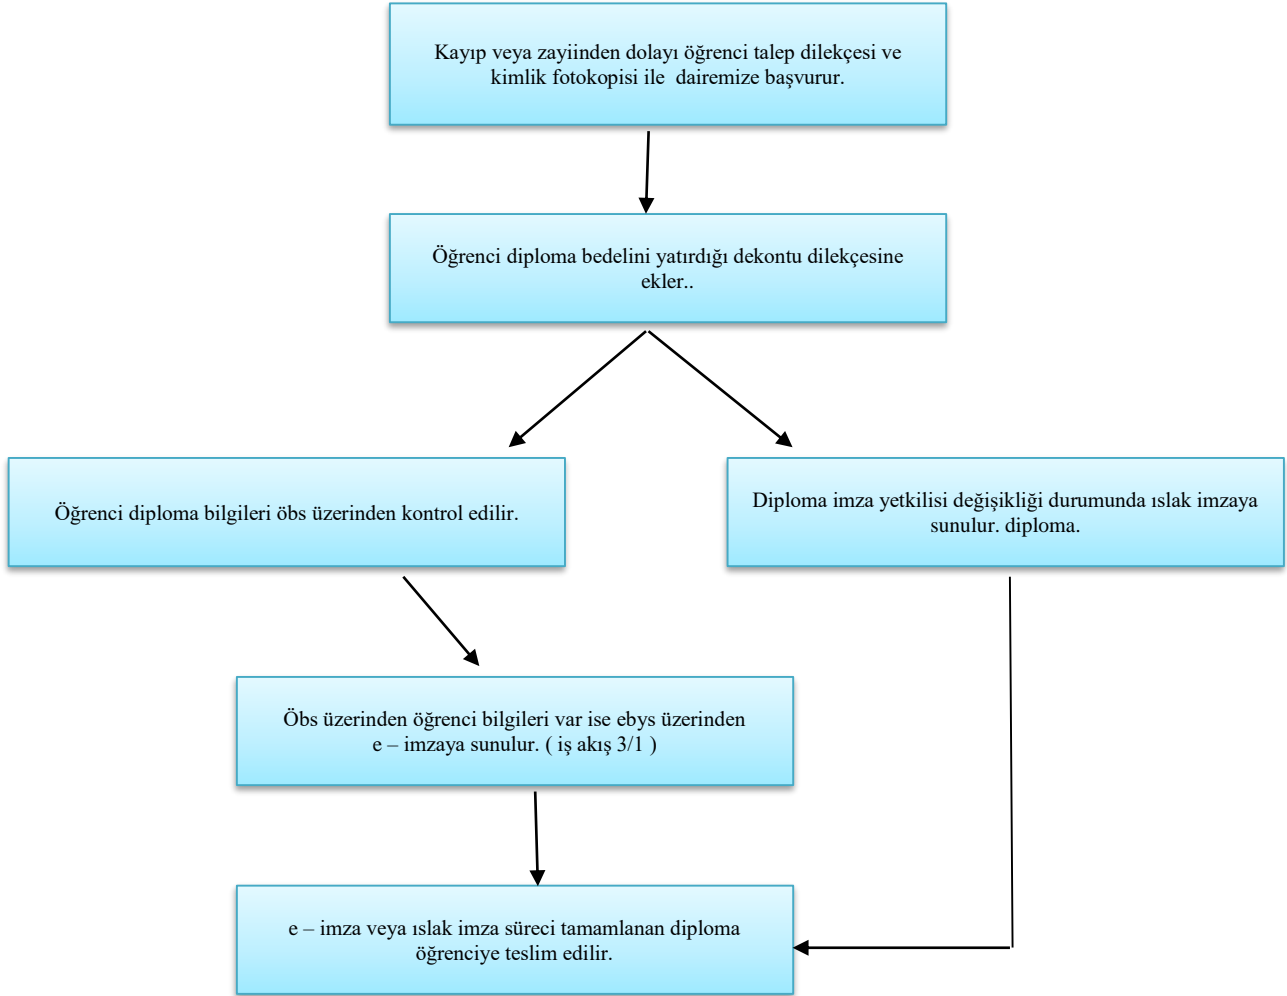 Kayıp veya zayiinden dolayı öğrenci talep dilekçesi ve
kimlik fotokopisi ile dairemize başvurur.
Öğrenci diploma bedelini yatırdığı dekontu dilekçesine
ekler..
Öğrenci diploma bilgileri öbs üzerinden kontrol edilir.
Diploma imza yetkilisi değişikliği durumunda ıslak imzaya
sunulur. diploma.
Öbs üzerinden öğrenci bilgileri var ise ebys üzerinden
e – imzaya sunulur. ( iş akış 3/1 )
e – imza veya ıslak imza süreci tamamlanan diploma
öğrenciye teslim edilir.